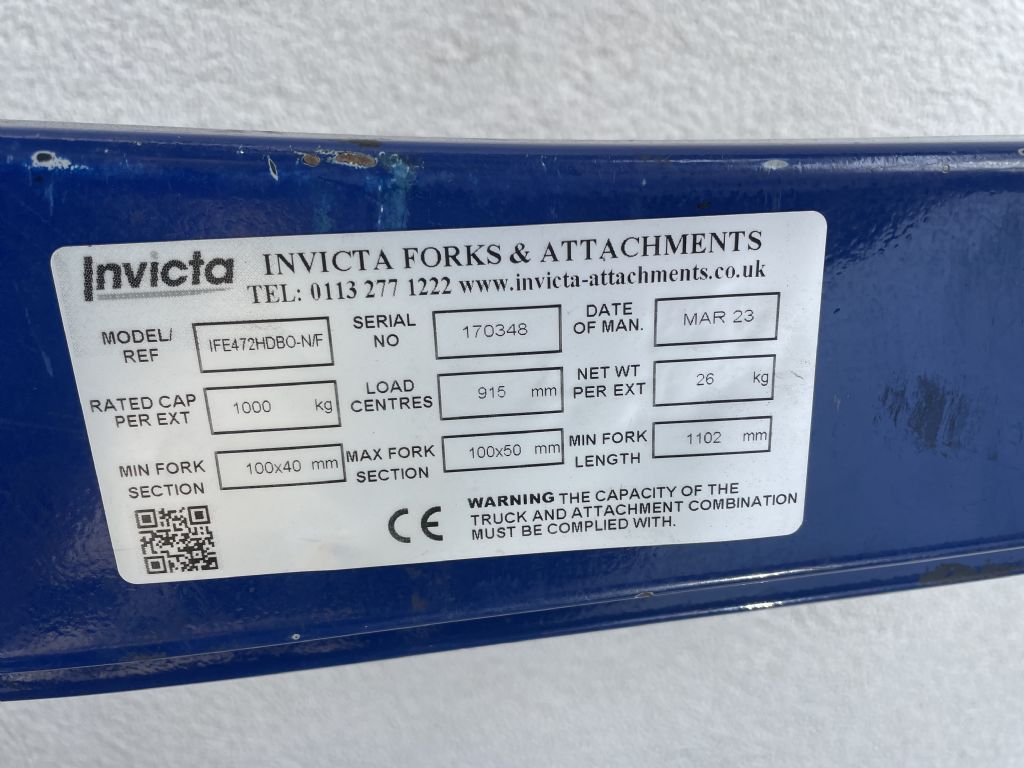 Invicta INVICTA FORKS & ATTACHMENTS
TEL: 0113 277 1222 www.invicta-attachments.co.uk
MODEL/
REF
IFE472HDBO-N/F
SERIAL
NO
170348
DATE
OF MAN.
MAR 23
RATED CAP
PER EXT
1000 kg
LOAD
CENTRES
915 mm
NET WT
PER EXT
26 kg
MIN FORK
SECTION
100x40 mm
MAX FORK
SECTION
100x50 mm
MIN FORK
LENGTH
1102 mm
CE
WARNING THE CAPACITY OF THE
TRUCK AND ATTACHMENT COMBINATION
MUST BE COMPLIED WITH.